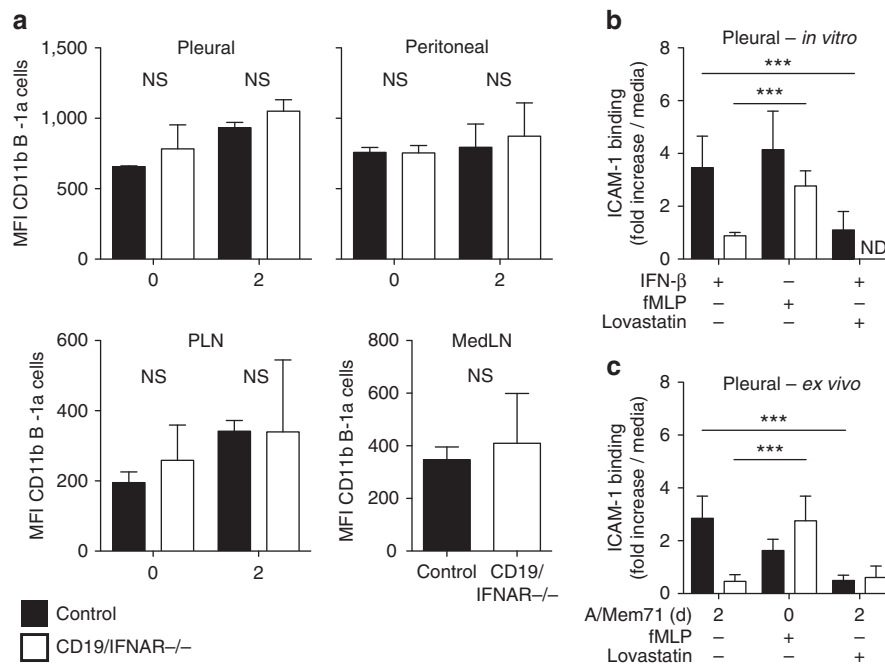 a
Pleural
Peritoneal
MFI CD11b B -1a cells
1,500
1,000
500
0
NS
NS
NS
NS
0
2
0
2
PLN
MFI CD11b B -1a cells
600
400
200
0
NS
NS
0
2
MedLN
MFI CD11b B-1a cells
800
600
400
200
0
NS
Control
CD19/
IFNAR–/–
Control
CD19/IFNAR–/–
b
Pleural – in vitro
ICAM-1 binding
(fold increase / media)
8
6
4
2
0
***
***
ND
IFN-β + – +
fMLP – + –
Lovastatin – – +
c
Pleural – ex vivo
ICAM-1 binding
(fold increase / media)
8
6
4
2
0
***
***
A/Mem71 (d) 2 0 2
fMLP – + –
Lovastatin – – +